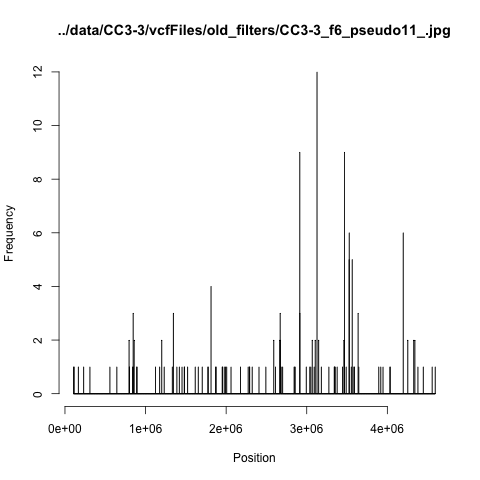 ../data/CC3-3/vcfFiles/old_filters/CC3-3_f6_pseudo11_.jpg
12
10
8
6
4
2
0
Frequency
0e+00 1e+06 2e+06 3e+06 4e+06
Position